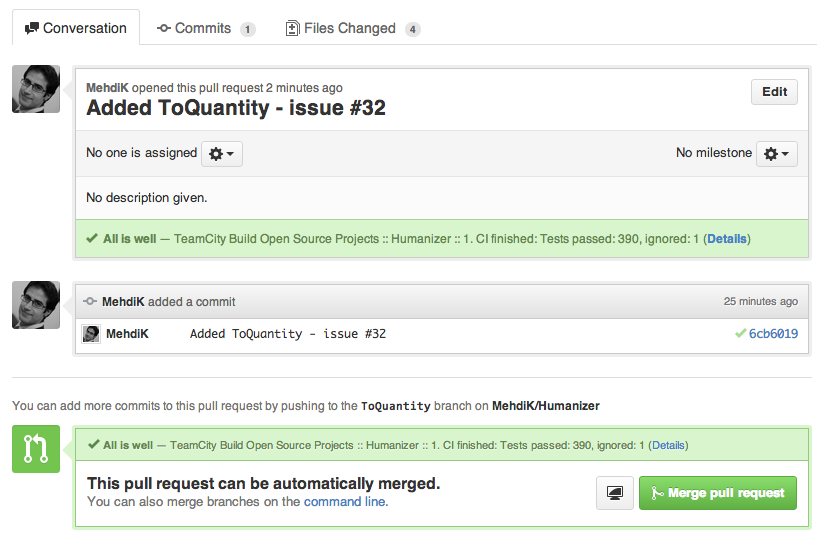 Conversation Commits 1 Files Changed 4
MehdiK opened this pull request 2 minutes ago
Added ToQuantity - issue #32
Edit
No one is assigned No milestone
No description given.
All is well — TeamCity Build Open Source Projects :: Humanizer :: 1. CI finished: Tests passed: 390, ignored: 1 (Details)
MehdiK added a commit 25 minutes ago
MehdiK Added ToQuantity - issue #32 6cb6019
You can add more commits to this pull request by pushing to the ToQuantity branch on MehdiK/Humanizer
All is well — TeamCity Build Open Source Projects :: Humanizer :: 1. CI finished: Tests passed: 390, ignored: 1 (Details)
This pull request can be automatically merged.
You can also merge branches on the command line.
Merge pull request